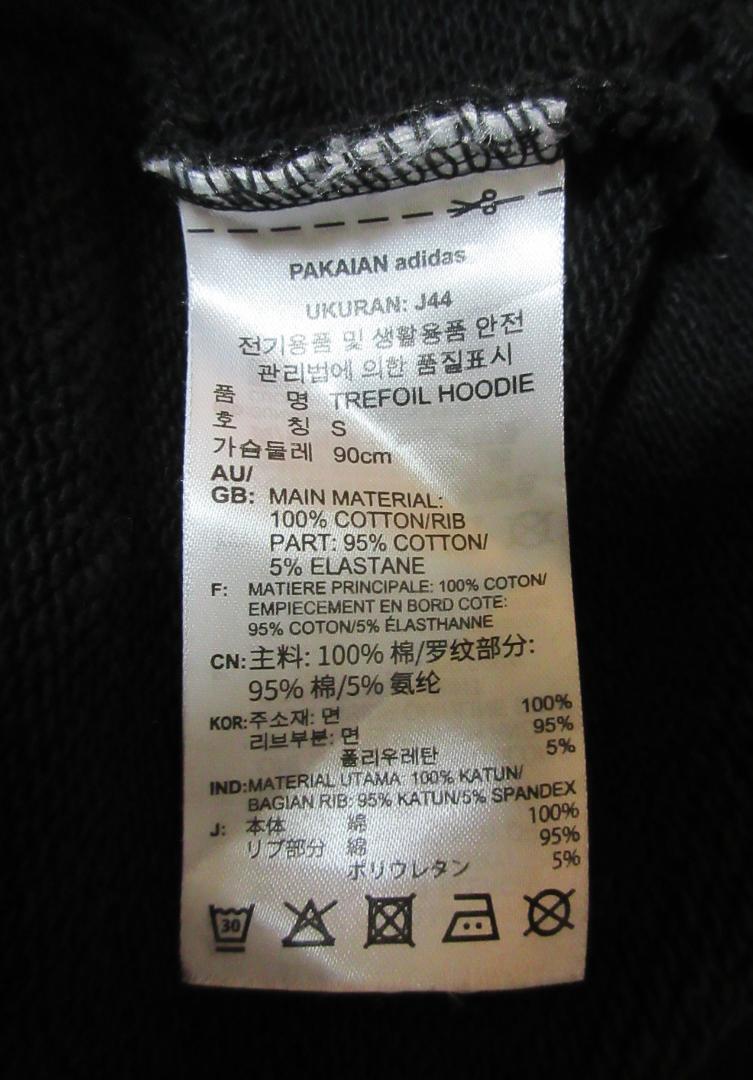 PAKAIAN adidas
UKURAN: J44
전기용품 및 생활용품 안전
관리법에 의한 품질표시
품 명 TREFOIL HOODIE
호 칭 S
가슴둘레 90cm
AU/
GB: MAIN MATERIAL:
100% COTTON/RIB
PART: 95% COTTON/
5% ELASTANE
F: MATIERE PRINCIPALE: 100% COTON/
EMPIECEMENT EN BORD COTE:
95% COTON/5% ÉLASTHANNE
CN:主料: 100% 棉/罗纹部分:
95% 棉/5% 氨纶
KOR:주소재: 면 100%
리브부분: 면 95%
폴리우레탄 5%
IND:MATERIAL UTAMA: 100% KATUN/
BAGIAN RIB: 95% KATUN/5% SPANDEX
J: 本体 綿 100%
リブ部分 綿 95%
ポリウレタン 5%
30